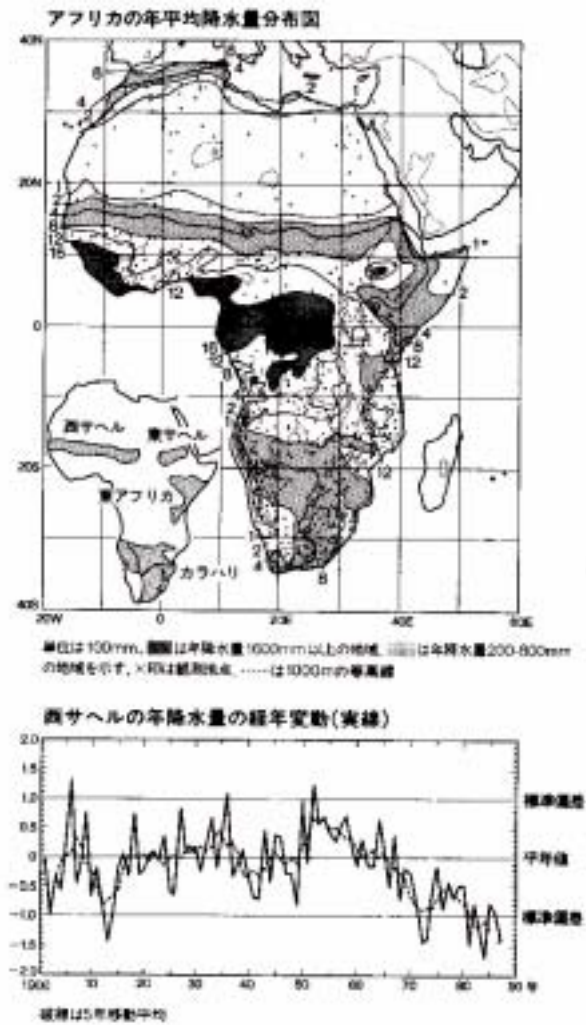 アフリカの年平均降水量分布図
40N
20N
0
20S
40S
20W
0
20E
40E
60E
西サヘル
東サヘル
東アフリカ
カラハリ
単位は100mm、は年降水量1600mm以上の地域、は年降水量200-800mm
の地域を示す、×印は観測地点、……は1000mの等高線
西サヘルの年降水量の経年変動(実線)
2.0
1.5
1.0
標準偏差
0.5
0
平年値
-0.5
-1.0
標準偏差
-1.5
-2.0
1900 10 20 30 40 50 60 70 80 90 年
破線は5年移動平均